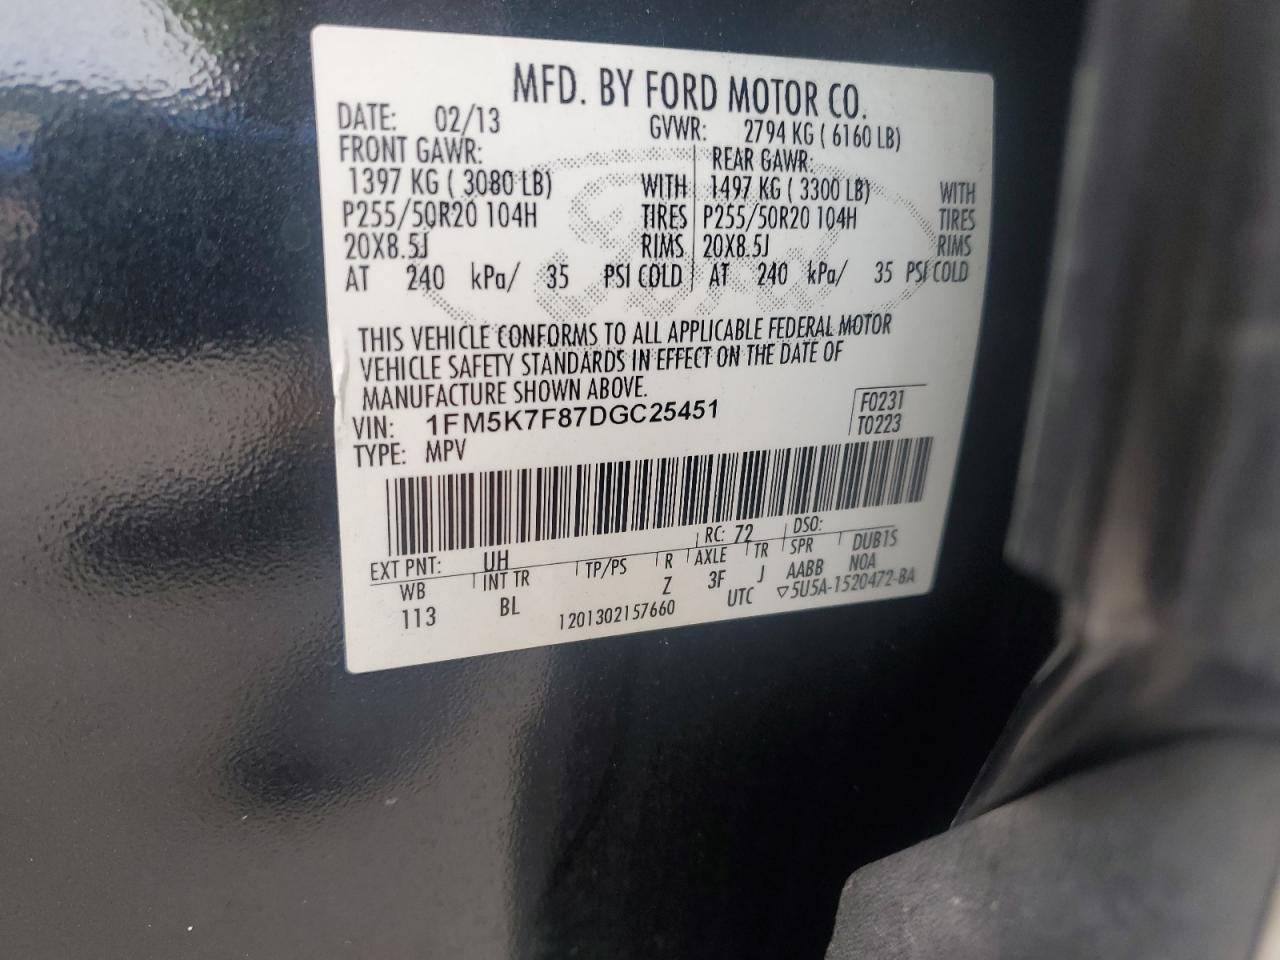 MFD. BY FORD MOTOR CO.
DATE: 02/13 GVWR: 2794 KG ( 6160 LB)
FRONT GAWR: REAR GAWR:
1397 KG ( 3080 LB) WITH 1497 KG ( 3300 LB) WITH
P255/50R20 104H TIRES P255/50R20 104H TIRES
20X8.5J RIMS 20X8.5J RIMS
AT 240 kPa/ 35 PSI COLD AT 240 kPa/ 35 PSI COLD
THIS VEHICLE CONFORMS TO ALL APPLICABLE FEDERAL MOTOR
VEHICLE SAFETY STANDARDS IN EFFECT ON THE DATE OF
MANUFACTURE SHOWN ABOVE.
VIN: 1FM5K7F87DGC25451 F0231
TYPE: MPV T0223
EXT PNT: UH RC: 72 DSO:
WB INT TR TP/PS R AXLE TR SPR DUB1S
113 BL Z 3F J AABB NOA
1201302157660 UTC ▽5U5A-1520472-BA